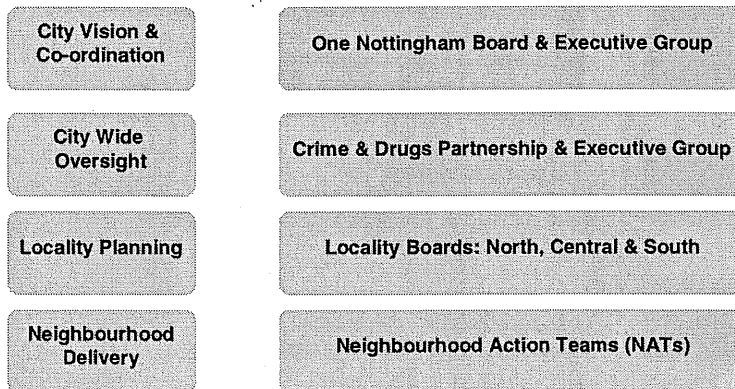 City Vision &
Co-ordination
One Nottingham Board & Executive Group
City Wide
Oversight
Crime & Drugs Partnership & Executive Group
Locality Planning
Locality Boards: North, Central & South
Neighbourhood
Delivery
Neighbourhood Action Teams (NATs)